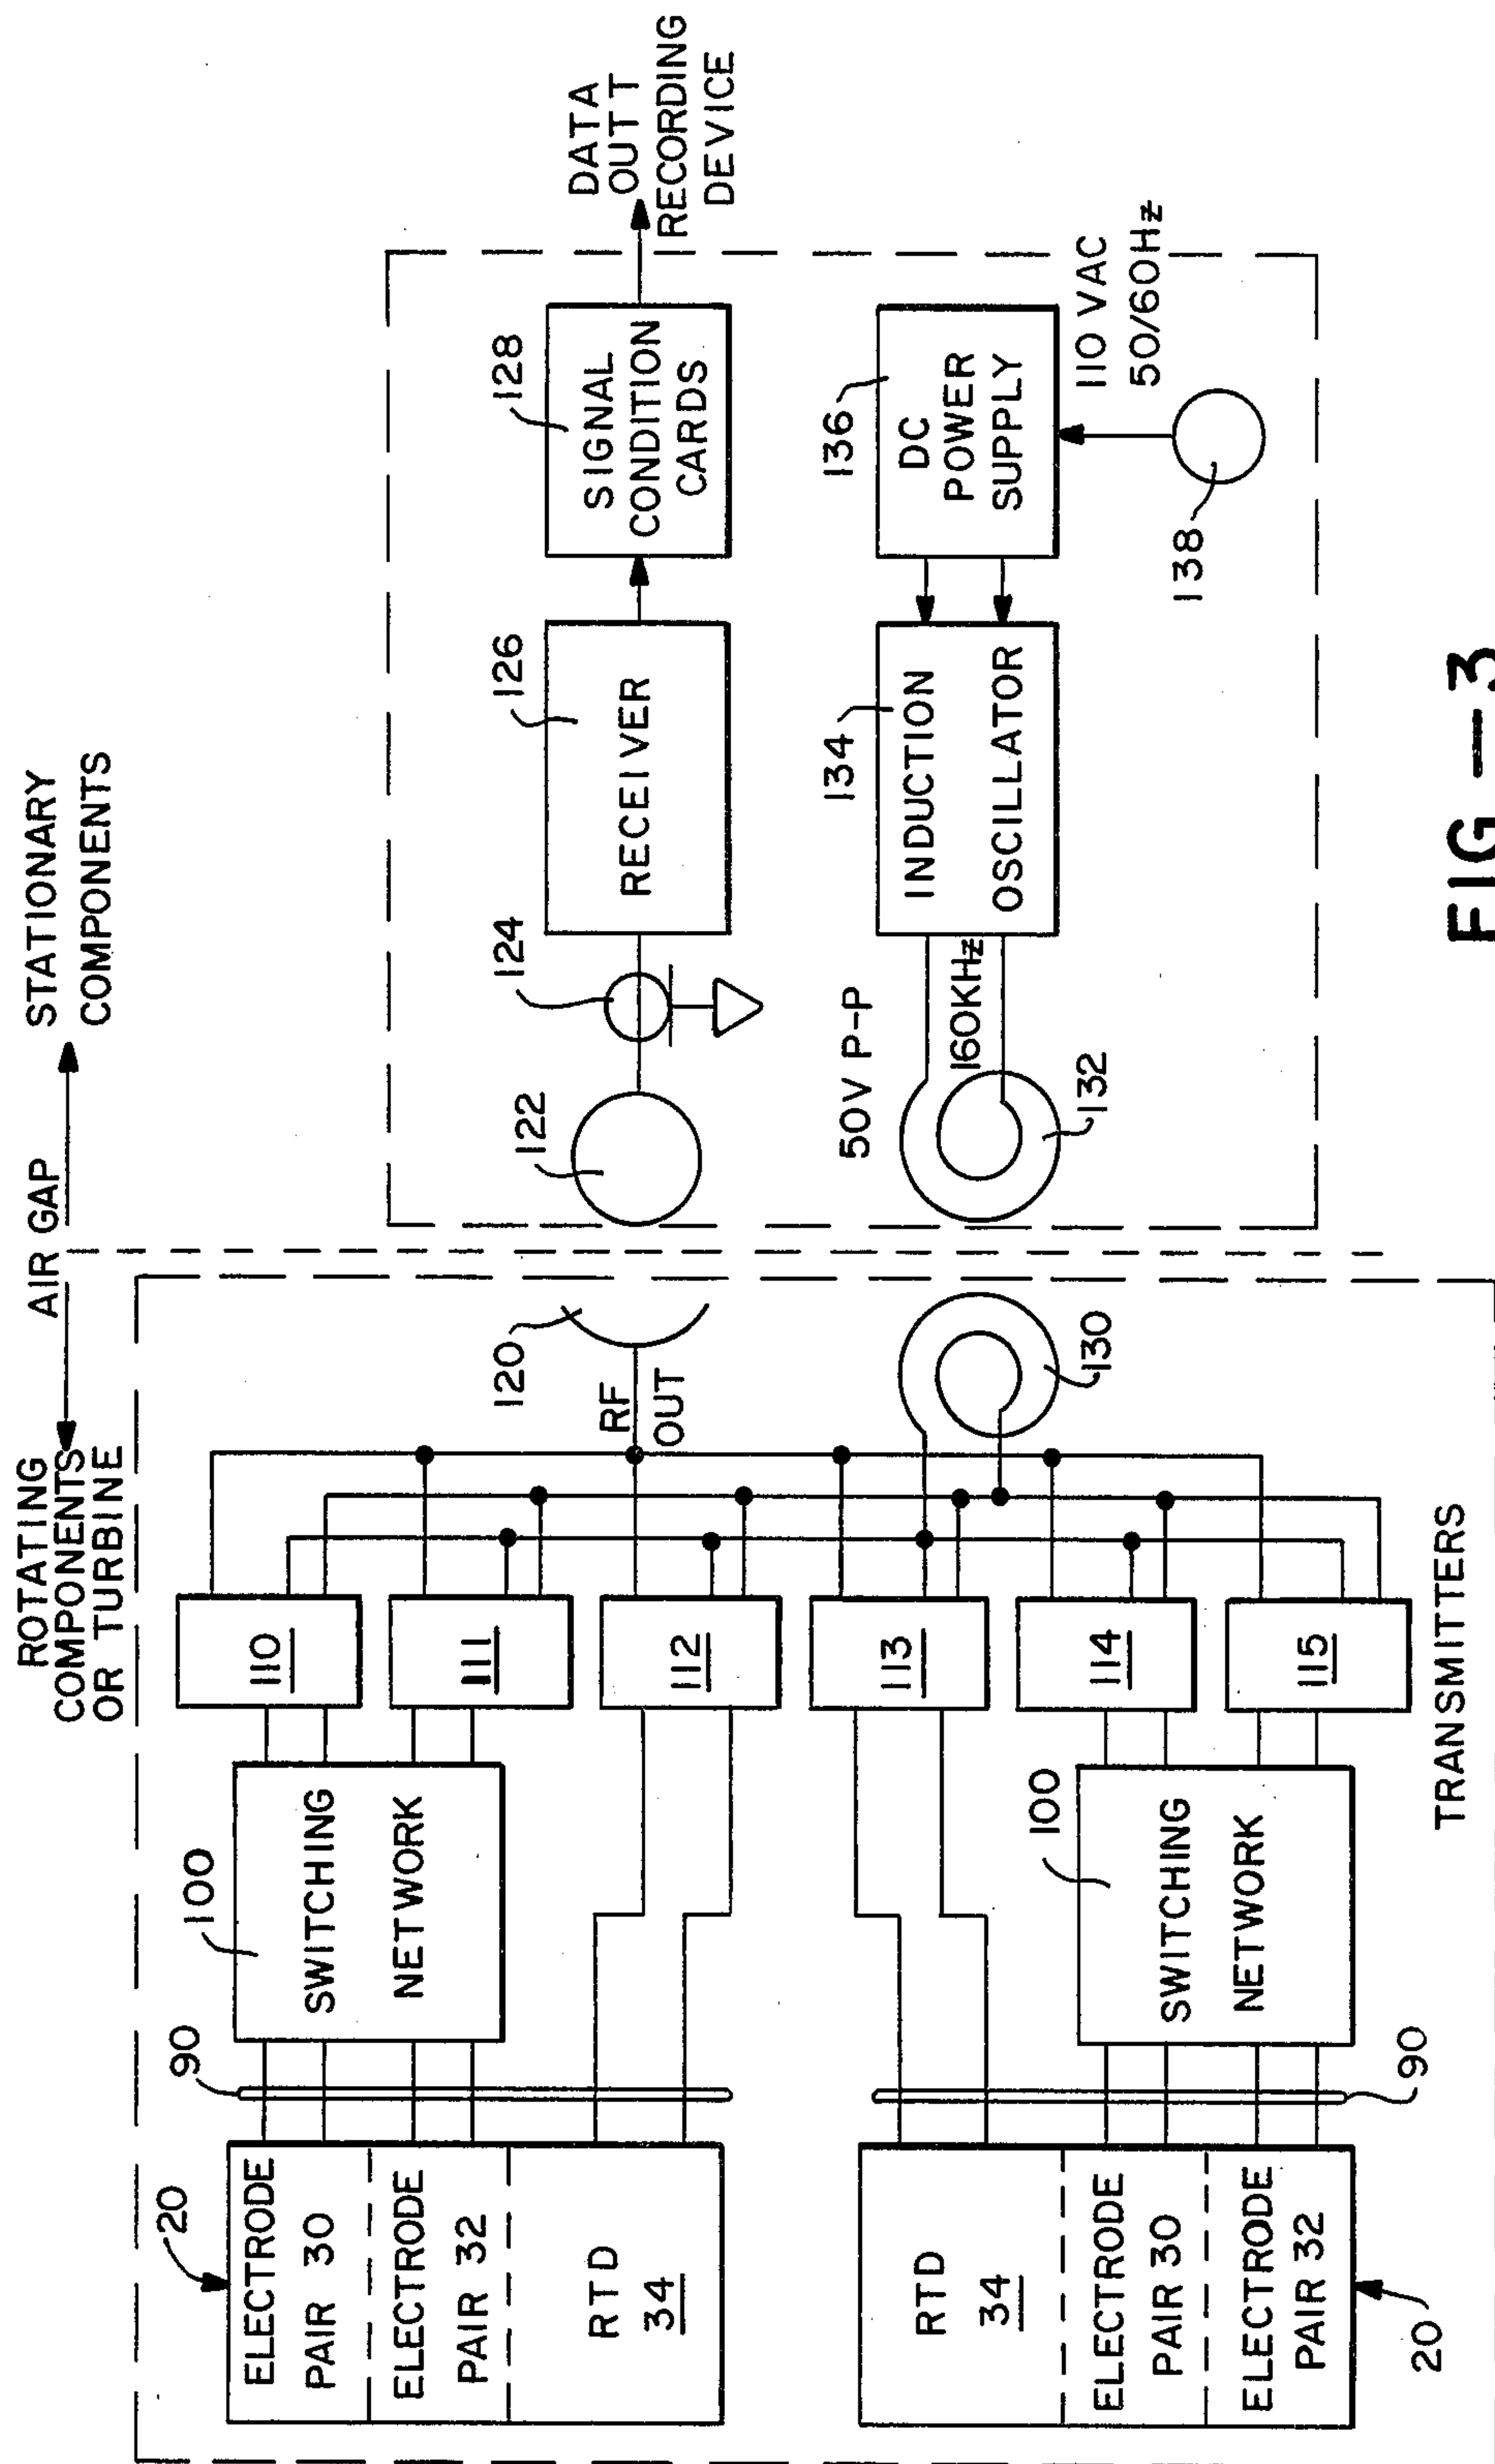 ROTATING
COMPONENTS
OR TURBINE
AIR GAP
STATIONARY
COMPONENTS
20
ELECTRODE
PAIR 30
ELECTRODE
PAIR 32
RTD
34
90
100
SWITCHING
NETWORK
110
111
112
RTD
34
ELECTRODE
PAIR 30
ELECTRODE
PAIR 32
20
90
100
SWITCHING
NETWORK
113
114
115
TRANSMITTERS
120
RF
OUT
130
122
124
126
RECEIVER
128
SIGNAL
CONDITION
CARDS
DATA
OUT T
RECORDING
DEVICE
50V P-P
160KHz
132
134
INDUCTION
OSCILLATOR
136
DC
POWER
SUPPLY
110 VAC
50/60Hz
138
FIG — 3